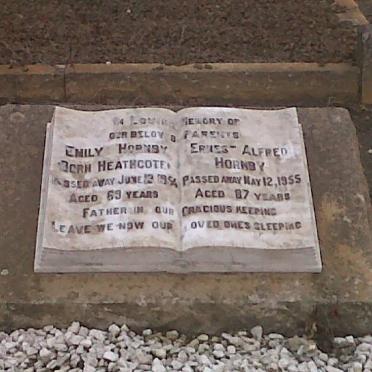 IN LOVING MEMORY OF
OUR BELOVED PARENTS
EMILY HORNBY
BORN HEATHCOTE
PASSED AWAY JUNE 13 1954
AGED 69 YEARS
ERNEST ALFRED
HORNBY
PASSED AWAY MAY 12, 1955
AGED 87 YEARS
FATHER IN OUR GRACIOUS KEEPING
LEAVE WE NOW OUR LOVED ONES SLEEPING